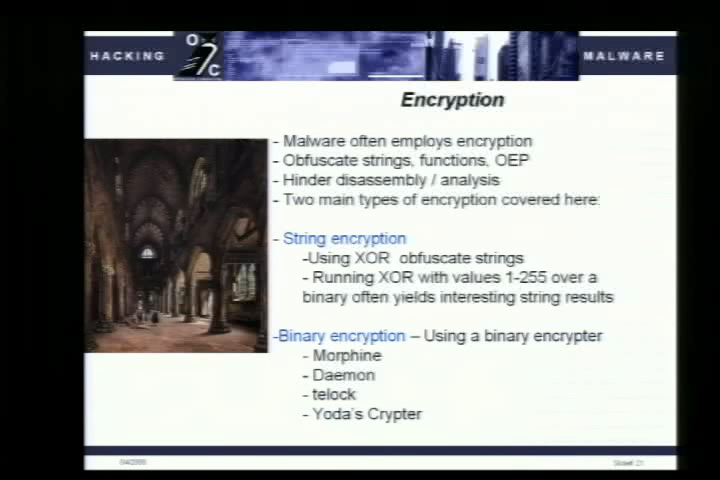 HACKING
O
C
MALWARE
Encryption
- Malware often employs encryption
- Obfuscate strings, functions, OEP
- Hinder disassembly / analysis
- Two main types of encryption covered here:
- String encryption
-Using XOR obfuscate strings
- Running XOR with values 1-255 over a
binary often yields interesting string results
-Binary encryption – Using a binary encrypter
- Morphine
- Daemon
- telock
- Yoda's Crypter